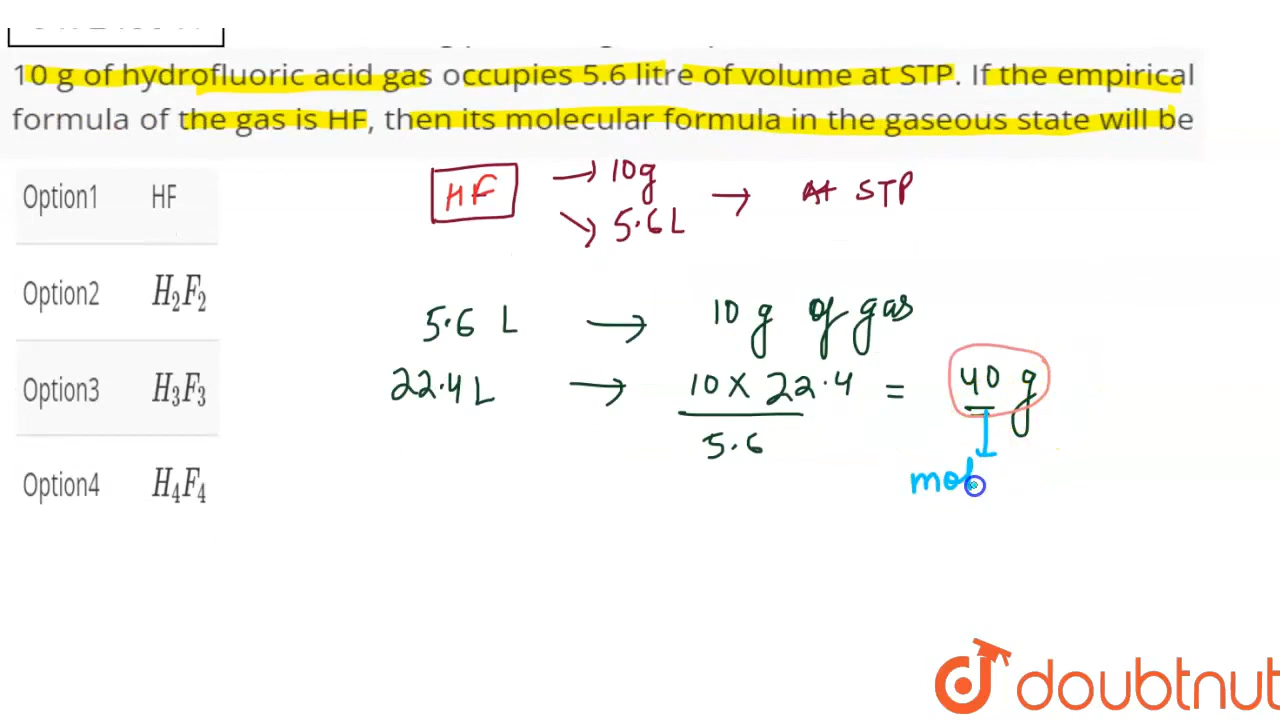 10 g of hydrofluoric acid gas occupies 5.6 litre of volume at STP. If the empirical
formula of the gas is HF, then its molecular formula in the gaseous state will be
Option1 HF
Option2 H₂F₂
Option3 H₃F₃
Option4 H₄F₄
HF → 10g
→ 5.6 L → At STP
5.6 L → 10 g of gas
22.4 L → 10 × 22.4 = 40 g
5.6
mol
doubtnut